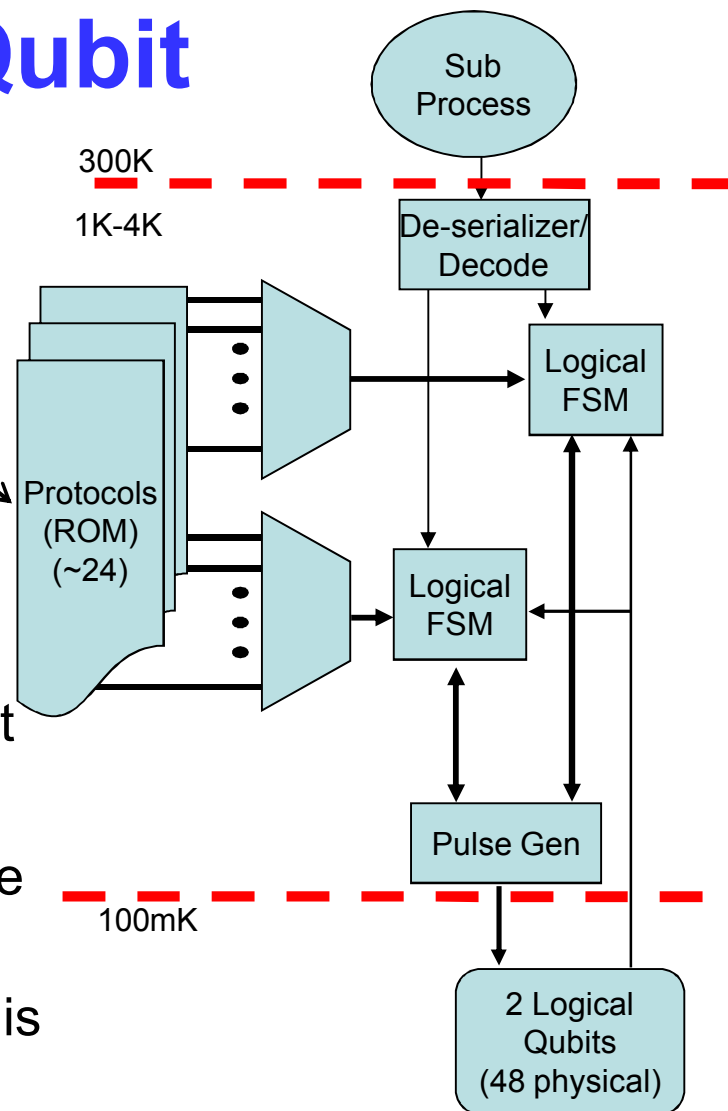 Qubit
Sub
Process
300K
1K-4K
De-serializer/
Decode
Logical
FSM
Protocols
(ROM)
(~24)
Logical
FSM
t
Pulse Gen
e
100mK
is
2 Logical
Qubits
(48 physical)